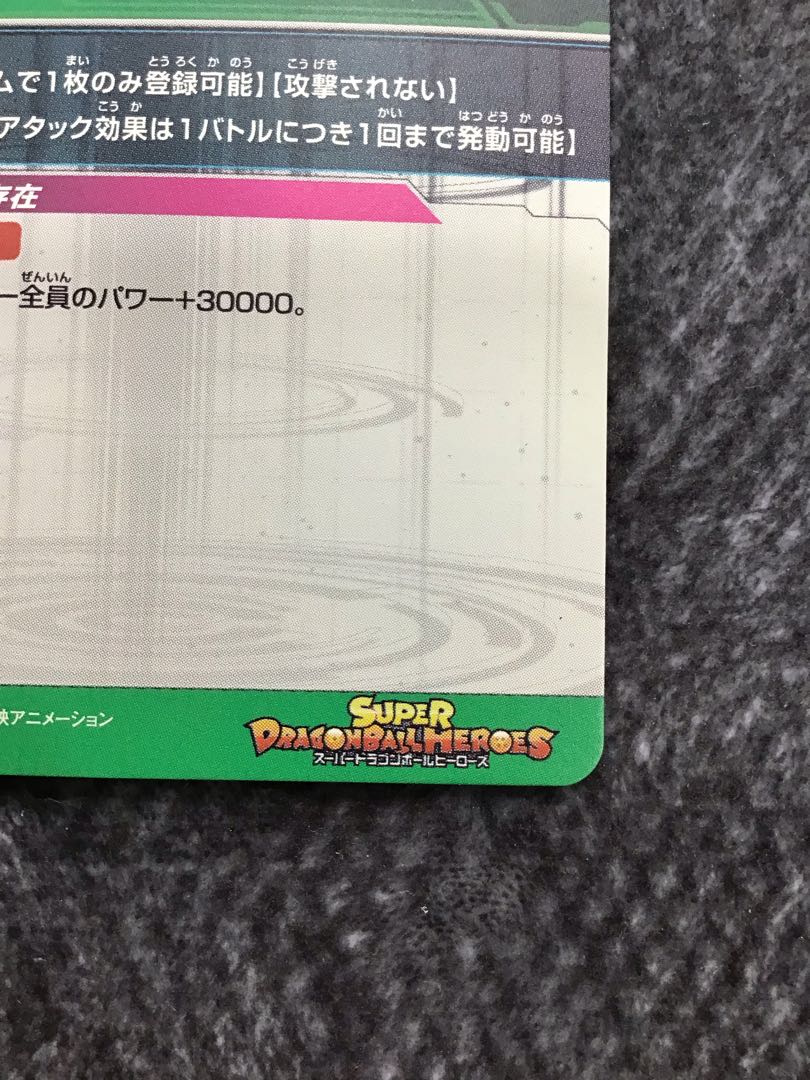 ムで1枚のみ登録可能】【攻撃されない】
アタック効果は1バトルにつき1回まで発動可能】
存在
ー全員のパワー+30000。
映アニメーション
SUPER
DRAGONBALL HEROES
スーパードラゴンボールヒーローズ